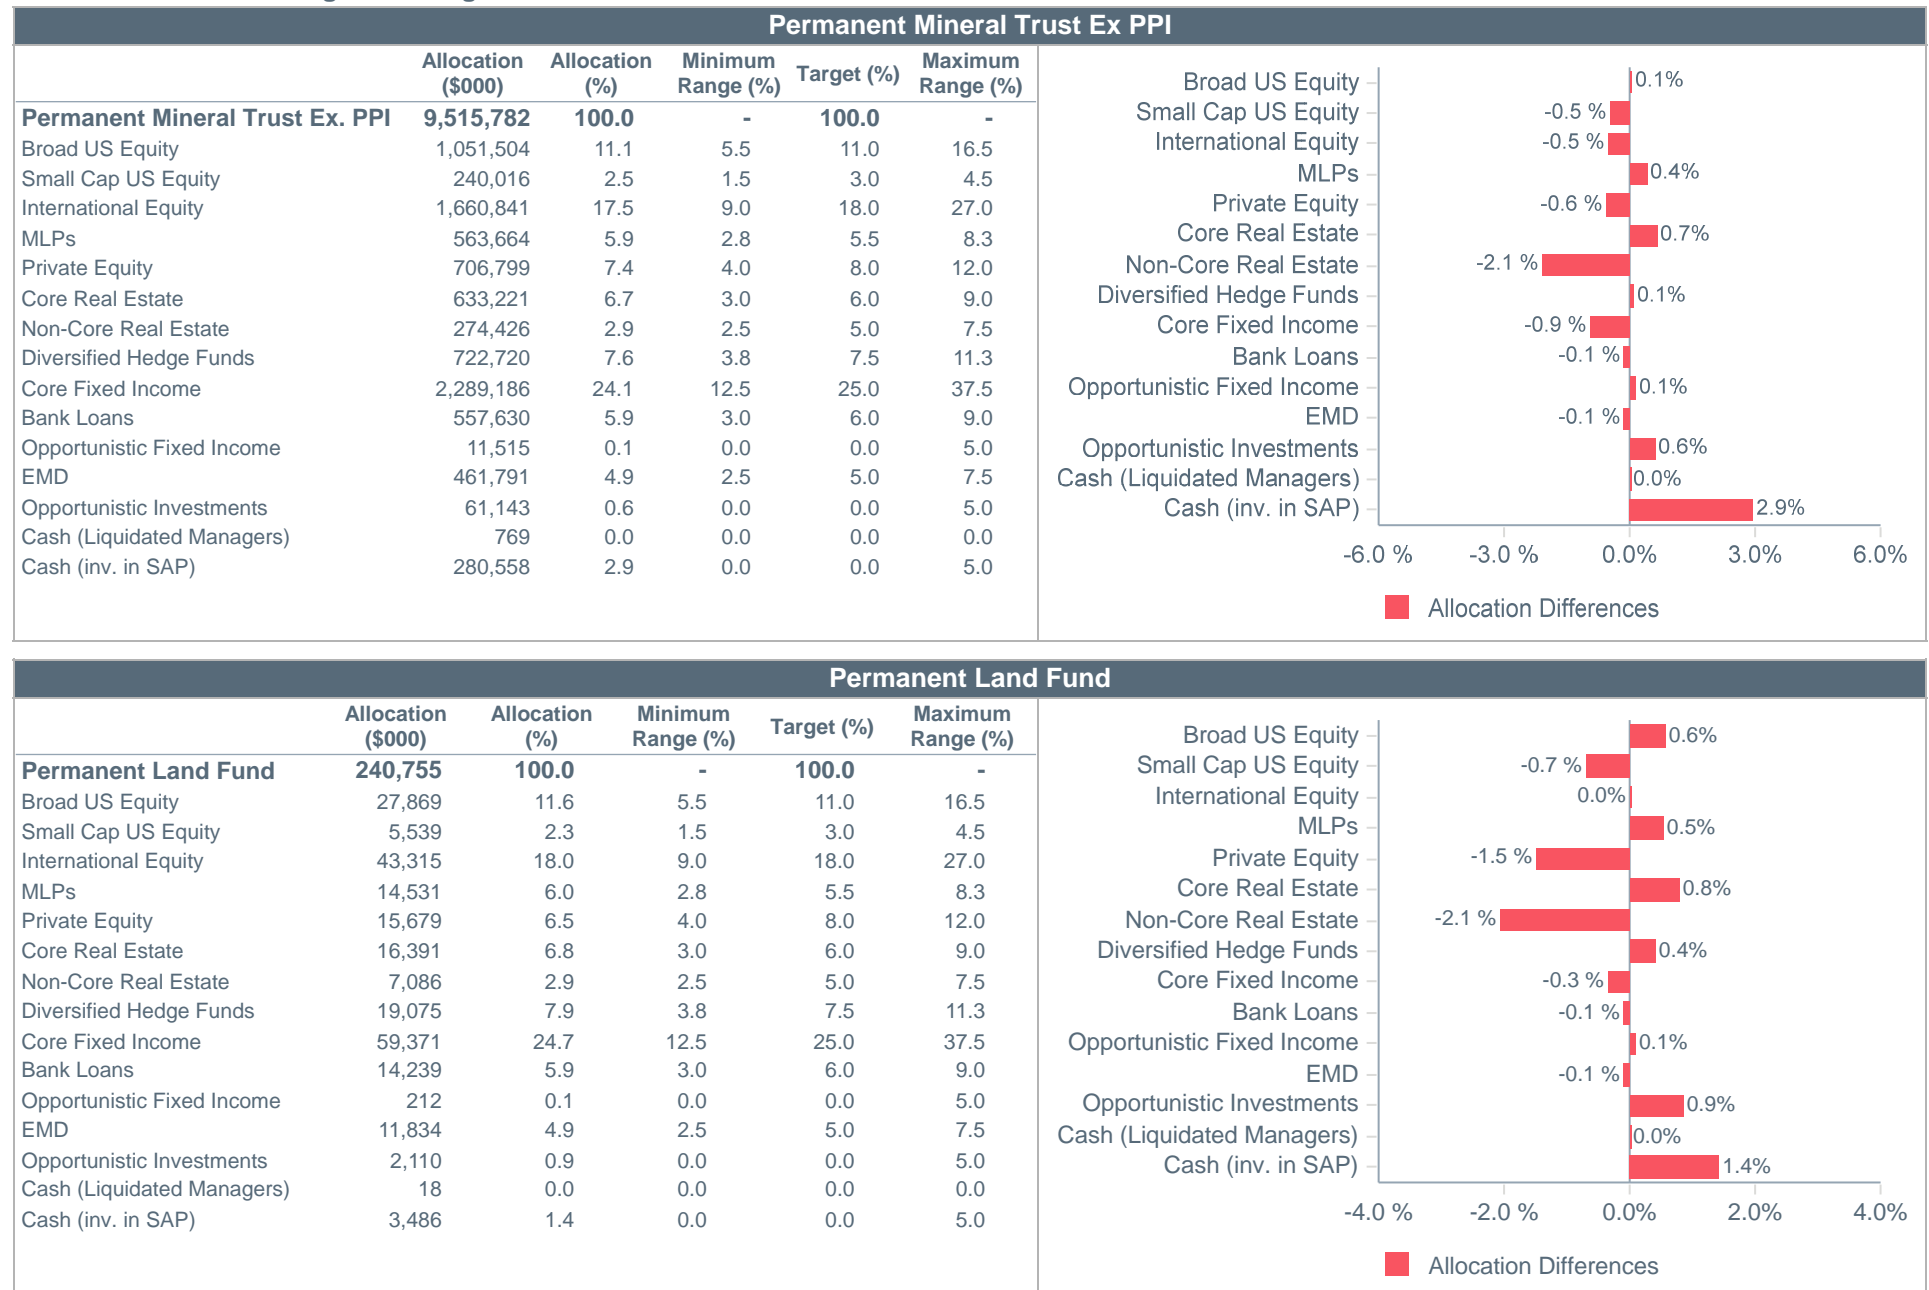 Permanent Mineral Trust Ex PPI
Allocation ($000) Allocation (%) Minimum Range (%) Target (%) Maximum Range (%)
Permanent Mineral Trust Ex. PPI 9,515,782 100.0 - 100.0 -
Broad US Equity 1,051,504 11.1 5.5 11.0 16.5
Small Cap US Equity 240,016 2.5 1.5 3.0 4.5
International Equity 1,660,841 17.5 9.0 18.0 27.0
MLPs 563,664 5.9 2.8 5.5 8.3
Private Equity 706,799 7.4 4.0 8.0 12.0
Core Real Estate 633,221 6.7 3.0 6.0 9.0
Non-Core Real Estate 274,426 2.9 2.5 5.0 7.5
Diversified Hedge Funds 722,720 7.6 3.8 7.5 11.3
Core Fixed Income 2,289,186 24.1 12.5 25.0 37.5
Bank Loans 557,630 5.9 3.0 6.0 9.0
Opportunistic Fixed Income 11,515 0.1 0.0 0.0 5.0
EMD 461,791 4.9 2.5 5.0 7.5
Opportunistic Investments 61,143 0.6 0.0 0.0 5.0
Cash (Liquidated Managers) 769 0.0 0.0 0.0 0.0
Cash (inv. in SAP) 280,558 2.9 0.0 0.0 5.0
Broad US Equity 0.1%
Small Cap US Equity -0.5 %
International Equity -0.5 %
MLPs 0.4%
Private Equity -0.6 %
Core Real Estate 0.7%
Non-Core Real Estate -2.1 %
Diversified Hedge Funds 0.1%
Core Fixed Income -0.9 %
Bank Loans -0.1 %
Opportunistic Fixed Income 0.1%
EMD -0.1 %
Opportunistic Investments 0.6%
Cash (Liquidated Managers) 0.0%
Cash (inv. in SAP) 2.9%
-6.0 % -3.0 % 0.0% 3.0% 6.0%
Allocation Differences
Permanent Land Fund
Allocation ($000) Allocation (%) Minimum Range (%) Target (%) Maximum Range (%)
Permanent Land Fund 240,755 100.0 - 100.0 -
Broad US Equity 27,869 11.6 5.5 11.0 16.5
Small Cap US Equity 5,539 2.3 1.5 3.0 4.5
International Equity 43,315 18.0 9.0 18.0 27.0
MLPs 14,531 6.0 2.8 5.5 8.3
Private Equity 15,679 6.5 4.0 8.0 12.0
Core Real Estate 16,391 6.8 3.0 6.0 9.0
Non-Core Real Estate 7,086 2.9 2.5 5.0 7.5
Diversified Hedge Funds 19,075 7.9 3.8 7.5 11.3
Core Fixed Income 59,371 24.7 12.5 25.0 37.5
Bank Loans 14,239 5.9 3.0 6.0 9.0
Opportunistic Fixed Income 212 0.1 0.0 0.0 5.0
EMD 11,834 4.9 2.5 5.0 7.5
Opportunistic Investments 2,110 0.9 0.0 0.0 5.0
Cash (Liquidated Managers) 18 0.0 0.0 0.0 0.0
Cash (inv. in SAP) 3,486 1.4 0.0 0.0 5.0
Broad US Equity 0.6%
Small Cap US Equity -0.7 %
International Equity 0.0%
MLPs 0.5%
Private Equity -1.5 %
Core Real Estate 0.8%
Non-Core Real Estate -2.1 %
Diversified Hedge Funds 0.4%
Core Fixed Income -0.3 %
Bank Loans -0.1 %
Opportunistic Fixed Income 0.1%
EMD -0.1 %
Opportunistic Investments 0.9%
Cash (Liquidated Managers) 0.0%
Cash (inv. in SAP) 1.4%
-4.0 % -2.0 % 0.0% 2.0% 4.0%
Allocation Differences